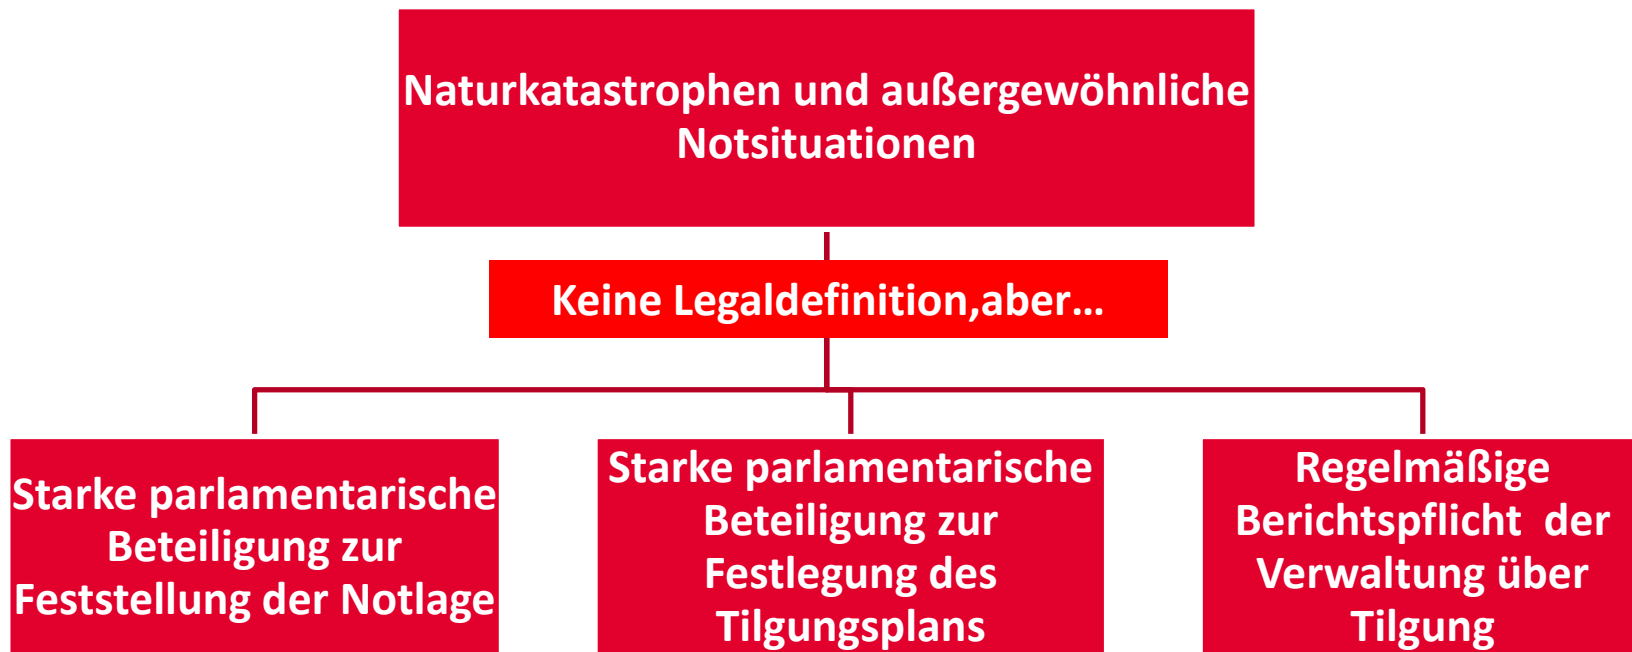 Naturkatastrophen und außergewöhnliche
Notsituationen
Keine Legaldefinition,aber…
Starke parlamentarische
Beteiligung zur
Feststellung der Notlage
Starke parlamentarische
Beteiligung zur
Festlegung des
Tilgungsplans
Regelmäßige
Berichtspflicht  der
Verwaltung über
Tilgung